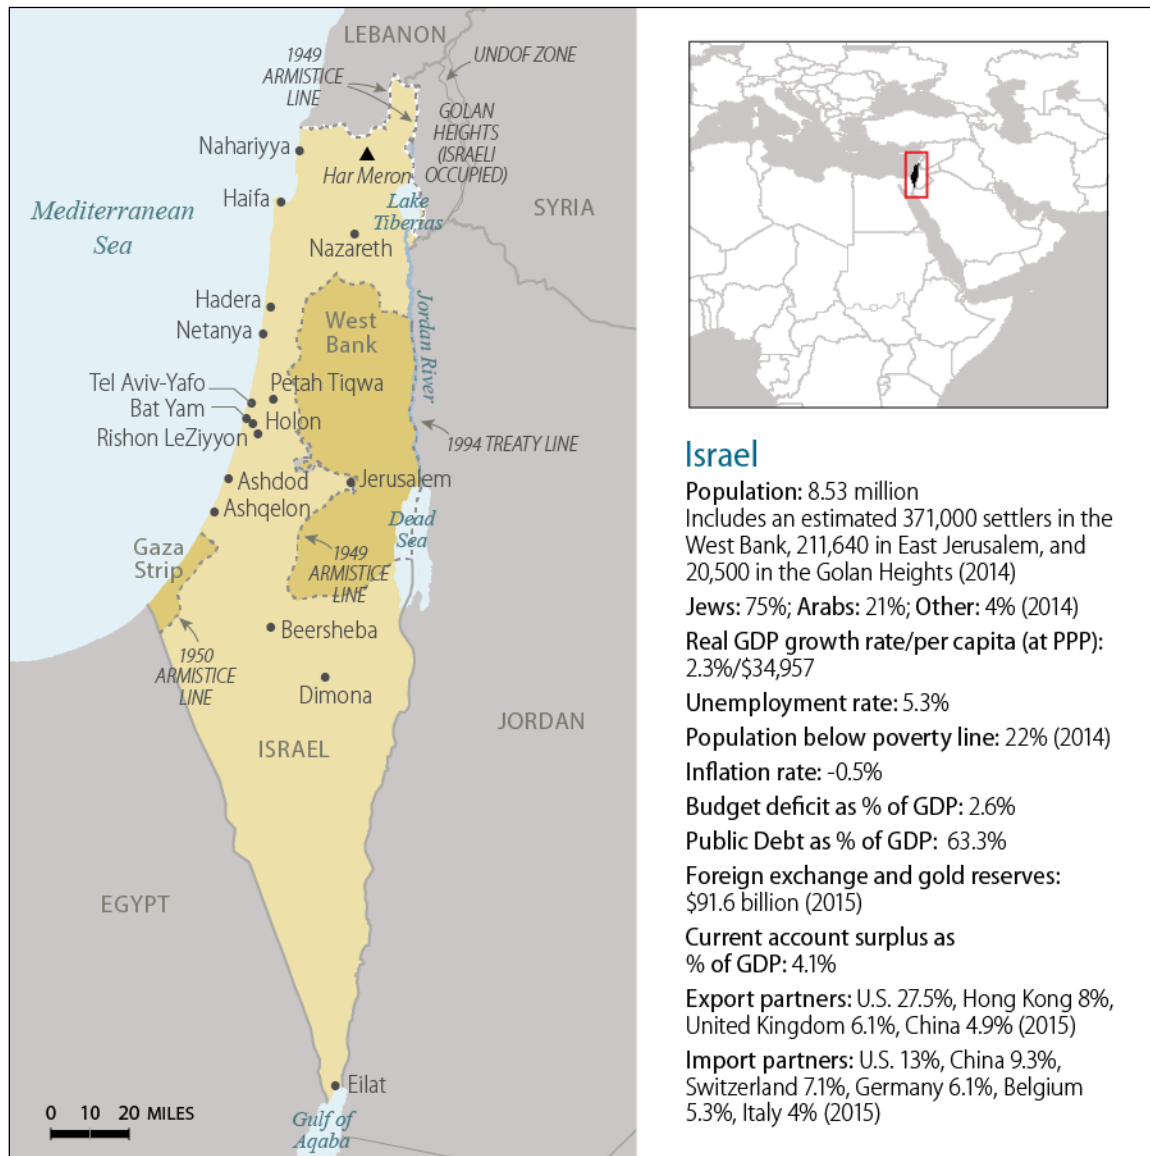 LEBANON
1949
ARMISTICE
LINE
UNDOF ZONE
GOLAN
HEIGHTS
(ISRAELI
OCCUPIED)
Nahariyya
Har Meron
Haifa
Lake
Tiberias
SYRIA
Mediterranean
Sea
Nazareth
Hadera
Netanya
West
Bank
Jordan River
Tel Aviv-Yafo
Petah Tiqwa
Bat Yam
Holon
Rishon LeZiyyon
1994 TREATY LINE
Ashdod
Jerusalem
Ashqelon
Dead
Sea
Gaza
Strip
1949
ARMISTICE
LINE
Beersheba
1950
ARMISTICE
LINE
Dimona
JORDAN
ISRAEL
EGYPT
Eilat
0 10 20 MILES
Gulf of
Aqaba
Israel
Population: 8.53 million
Includes an estimated 371,000 settlers in the
West Bank, 211,640 in East Jerusalem, and
20,500 in the Golan Heights (2014)
Jews: 75%; Arabs: 21%; Other: 4% (2014)
Real GDP growth rate/per capita (at PPP):
2.3%/$34,957
Unemployment rate: 5.3%
Population below poverty line: 22% (2014)
Inflation rate: -0.5%
Budget deficit as % of GDP: 2.6%
Public Debt as % of GDP: 63.3%
Foreign exchange and gold reserves:
$91.6 billion (2015)
Current account surplus as
% of GDP: 4.1%
Export partners: U.S. 27.5%, Hong Kong 8%,
United Kingdom 6.1%, China 4.9% (2015)
Import partners: U.S. 13%, China 9.3%,
Switzerland 7.1%, Germany 6.1%, Belgium
5.3%, Italy 4% (2015)